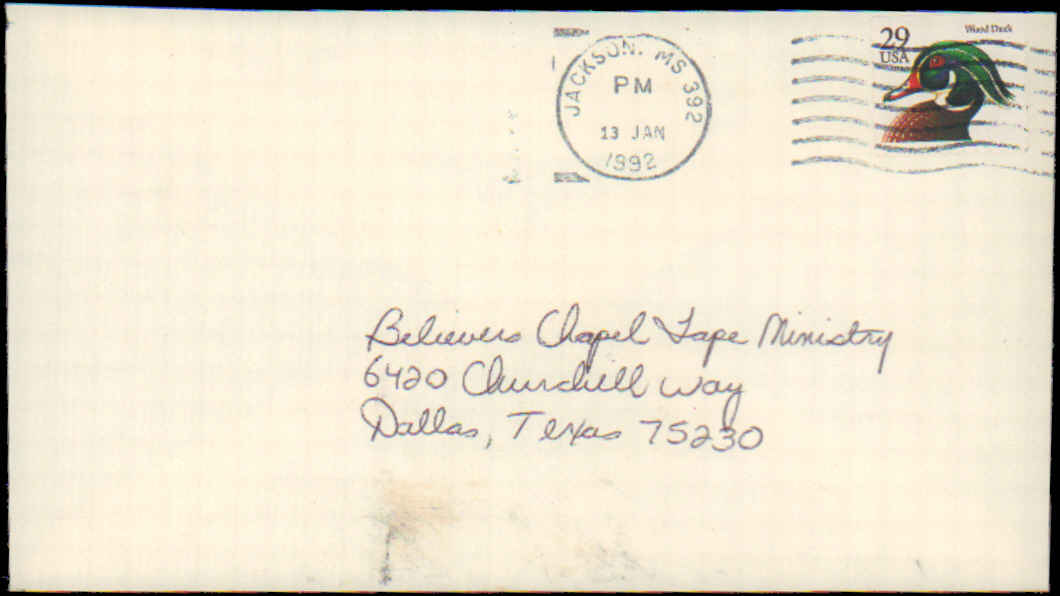 JACKSON, MS 392
PM
13 JAN
1992
29
USA
Wood Duck
Believers Chapel Tape Ministry
6420 Churchill Way
Dallas, Texas 75230